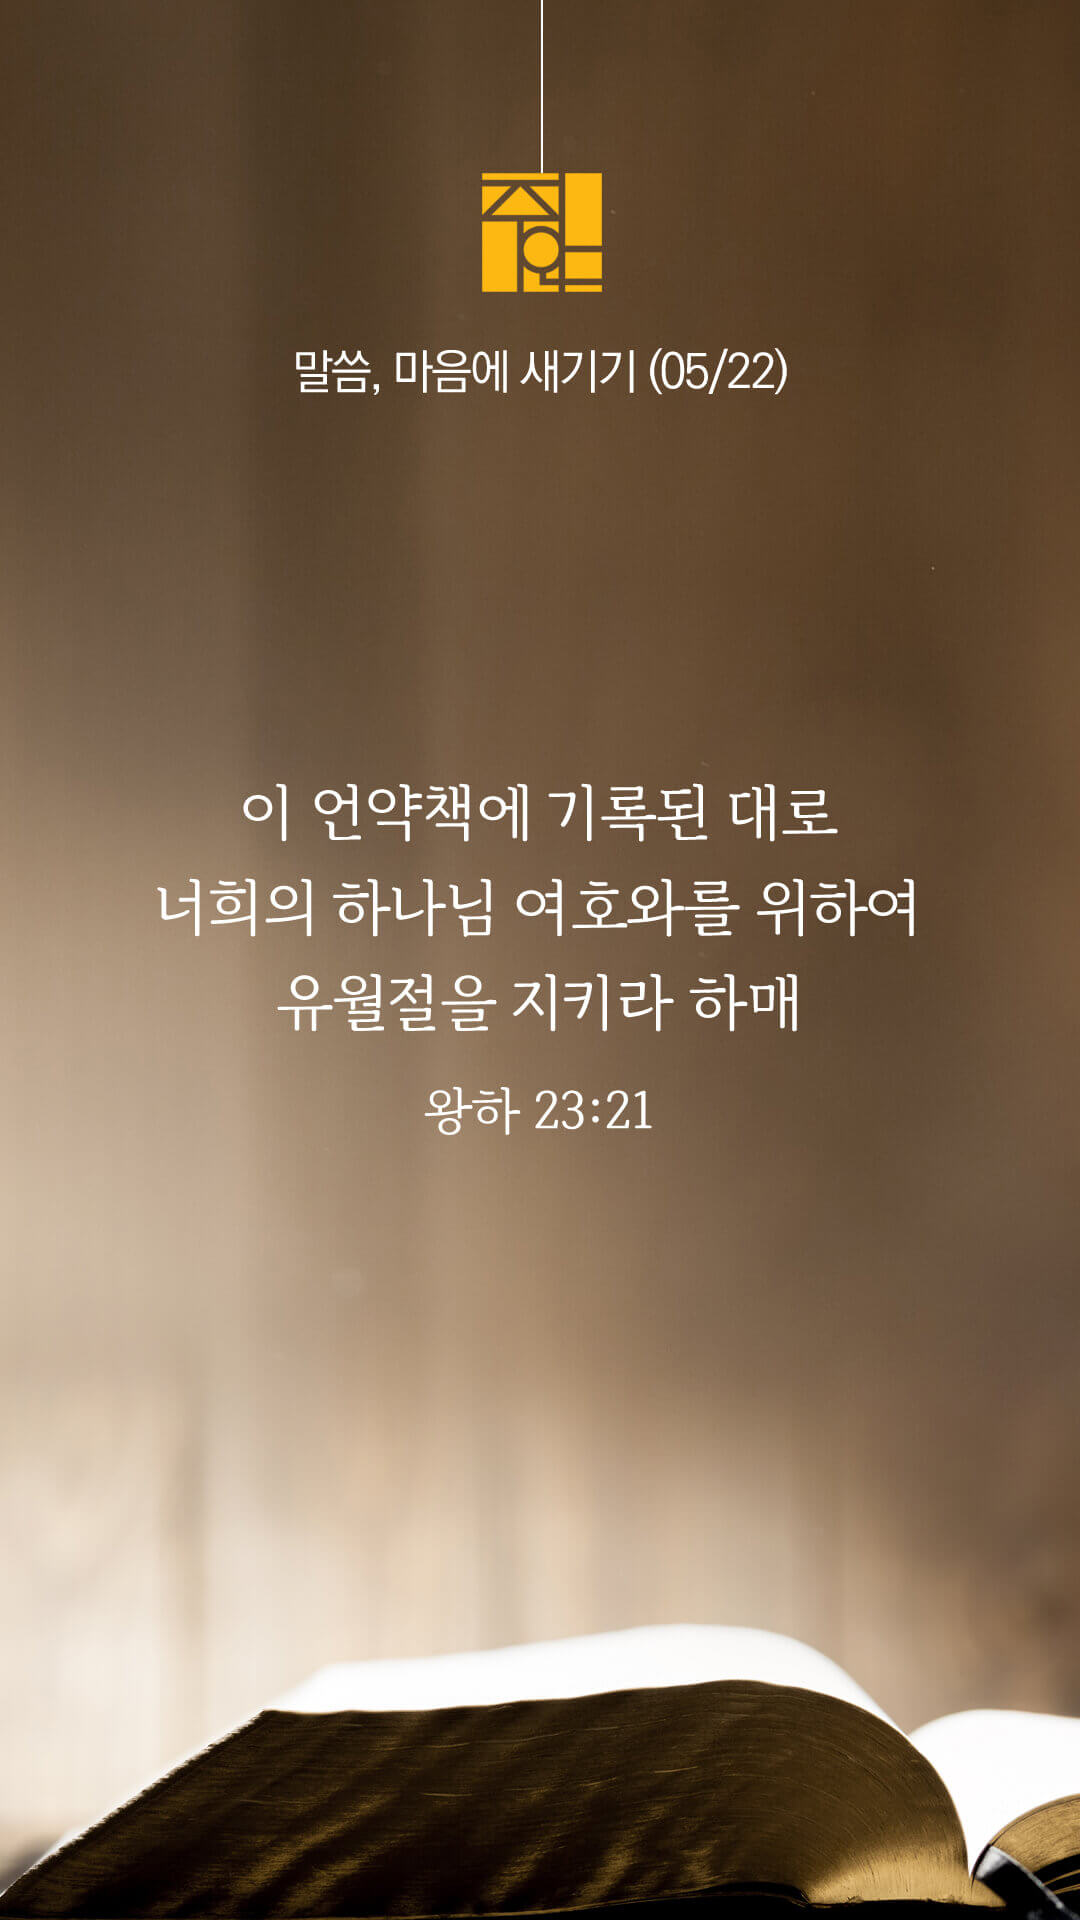 말씀, 마음에 새기기 (05/22)
이 언약책에 기록된 대로
너희의 하나님 여호와를 위하여
유월절을 지키라 하매
왕하 23:21